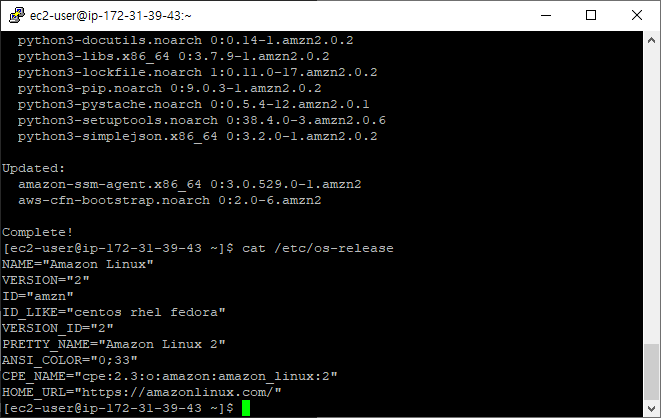 ec2-user@ip-172-31-39-43:~
python3-docutils.noarch 0:0.14-1.amzn2.0.2
python3-libs.x86_64 0:3.7.9-1.amzn2.0.2
python3-lockfile.noarch 1:0.11.0-17.amzn2.0.2
python3-pip.noarch 0:9.0.3-1.amzn2.0.2
python3-pystache.noarch 0:0.5.4-12.amzn2.0.1
python3-setuptools.noarch 0:38.4.0-3.amzn2.0.6
python3-simplejson.x86_64 0:3.2.0-1.amzn2.0.2
Updated:
amazon-ssm-agent.x86_64 0:3.0.529.0-1.amzn2
aws-cfn-bootstrap.noarch 0:2.0-6.amzn2
Complete!
[ec2-user@ip-172-31-39-43 ~]$ cat /etc/os-release
NAME="Amazon Linux"
VERSION="2"
ID="amzn"
ID_LIKE="centos rhel fedora"
VERSION_ID="2"
PRETTY_NAME="Amazon Linux 2"
ANSI_COLOR="0;33"
CPE_NAME="cpe:2.3:o:amazon:amazon_linux:2"
HOME_URL="https://amazonlinux.com/"
[ec2-user@ip-172-31-39-43 ~]$